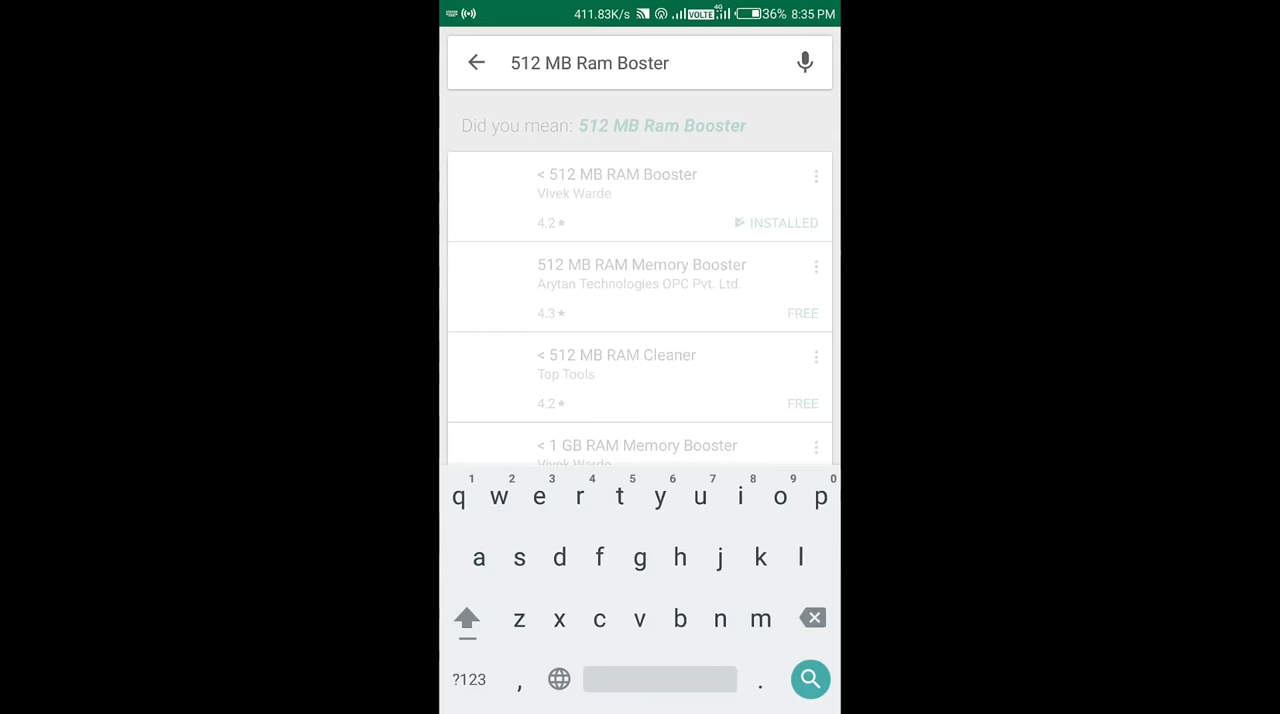 411.83K/s VOLTE 4G 36% 8:35 PM
512 MB Ram Boster
Did you mean: 512 MB Ram Booster
< 512 MB RAM Booster
Vivek Warde
4.2★ INSTALLED
512 MB RAM Memory Booster
Arytan Technologies OPC Pvt. Ltd.
4.3★ FREE
< 512 MB RAM Cleaner
Top Tools
4.2★ FREE
< 1 GB RAM Memory Booster
Vivek Warde
1 2 3 4 5 6 7 8 9 0
q w e r t y u i o p
a s d f g h j k l
z x c v b n m
?123 , .